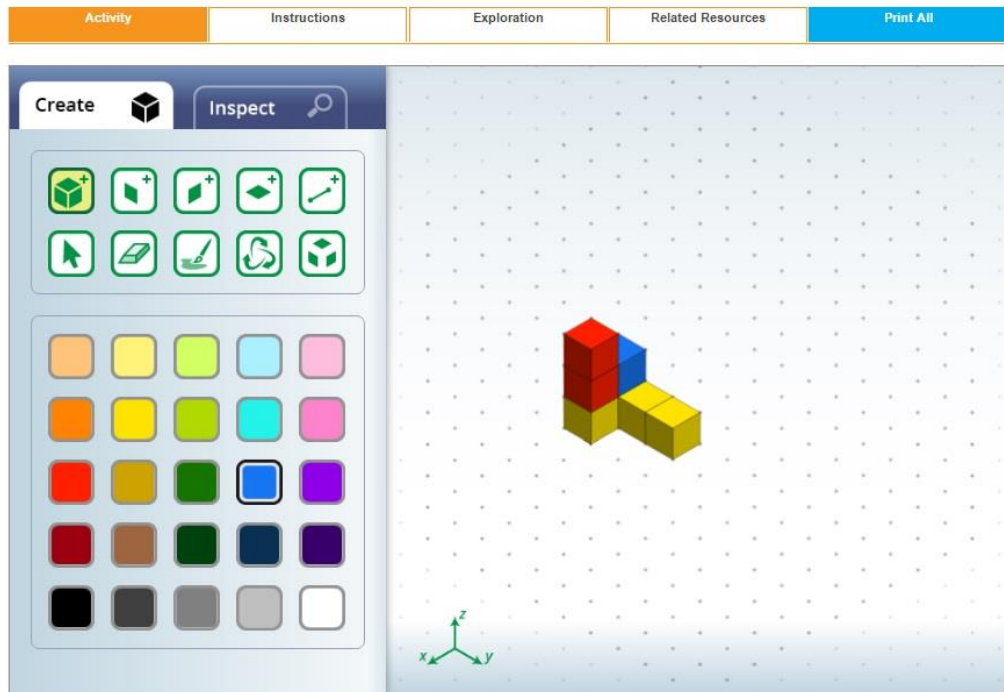 Activity Instructions Exploration Related Resources Print All
Create Inspect
z
x y